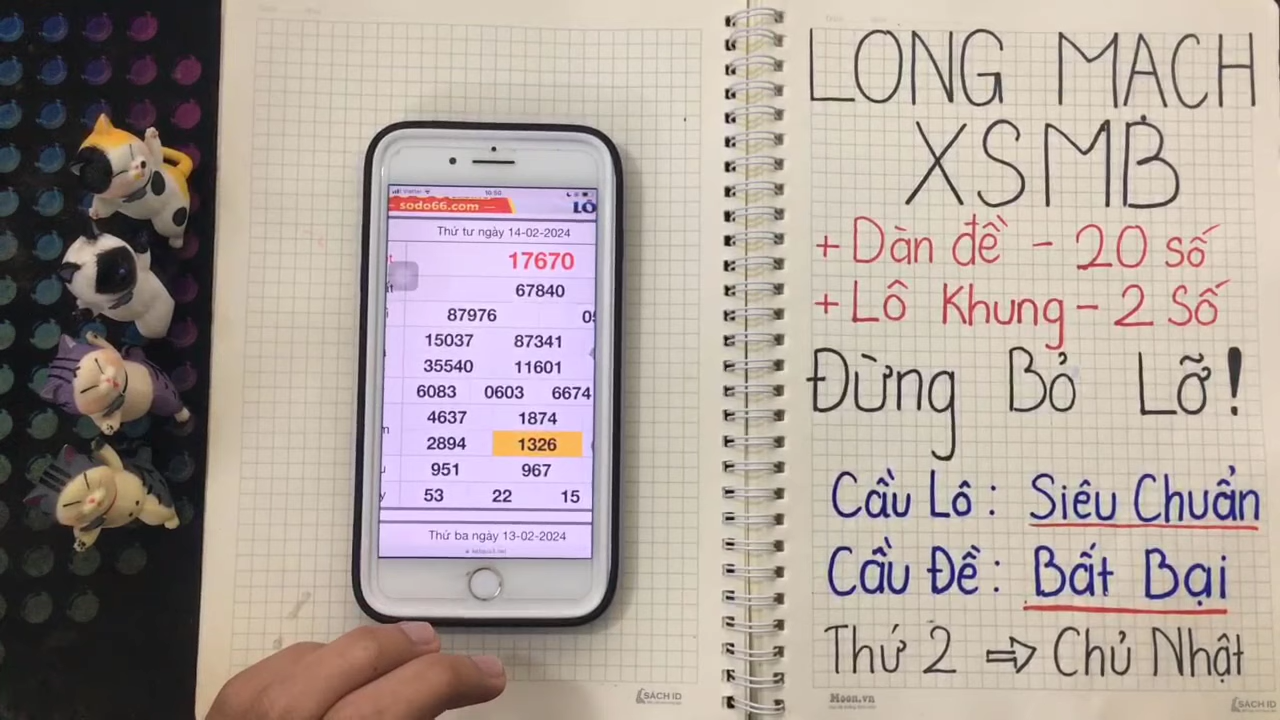 10:50
sodo66.com
LÔ
Thứ tư ngày 14-02-2024
17670
67840
87976
15037 87341
35540 11601
6083 0603 6674
4637 1874
2894 1326
951 967
53 22 15
Thứ ba ngày 13-02-2024
SÁCH ID
LONG MẠCH
XSMB
+ Dàn đề - 20 số
+ Lô Khung - 2 Số
Đừng Bỏ Lỡ!
Cầu Lô: Siêu Chuẩn
Cầu Đề: Bất Bại
Thứ 2 ⇨ Chủ Nhật
Moon.vn
SÁCH ID